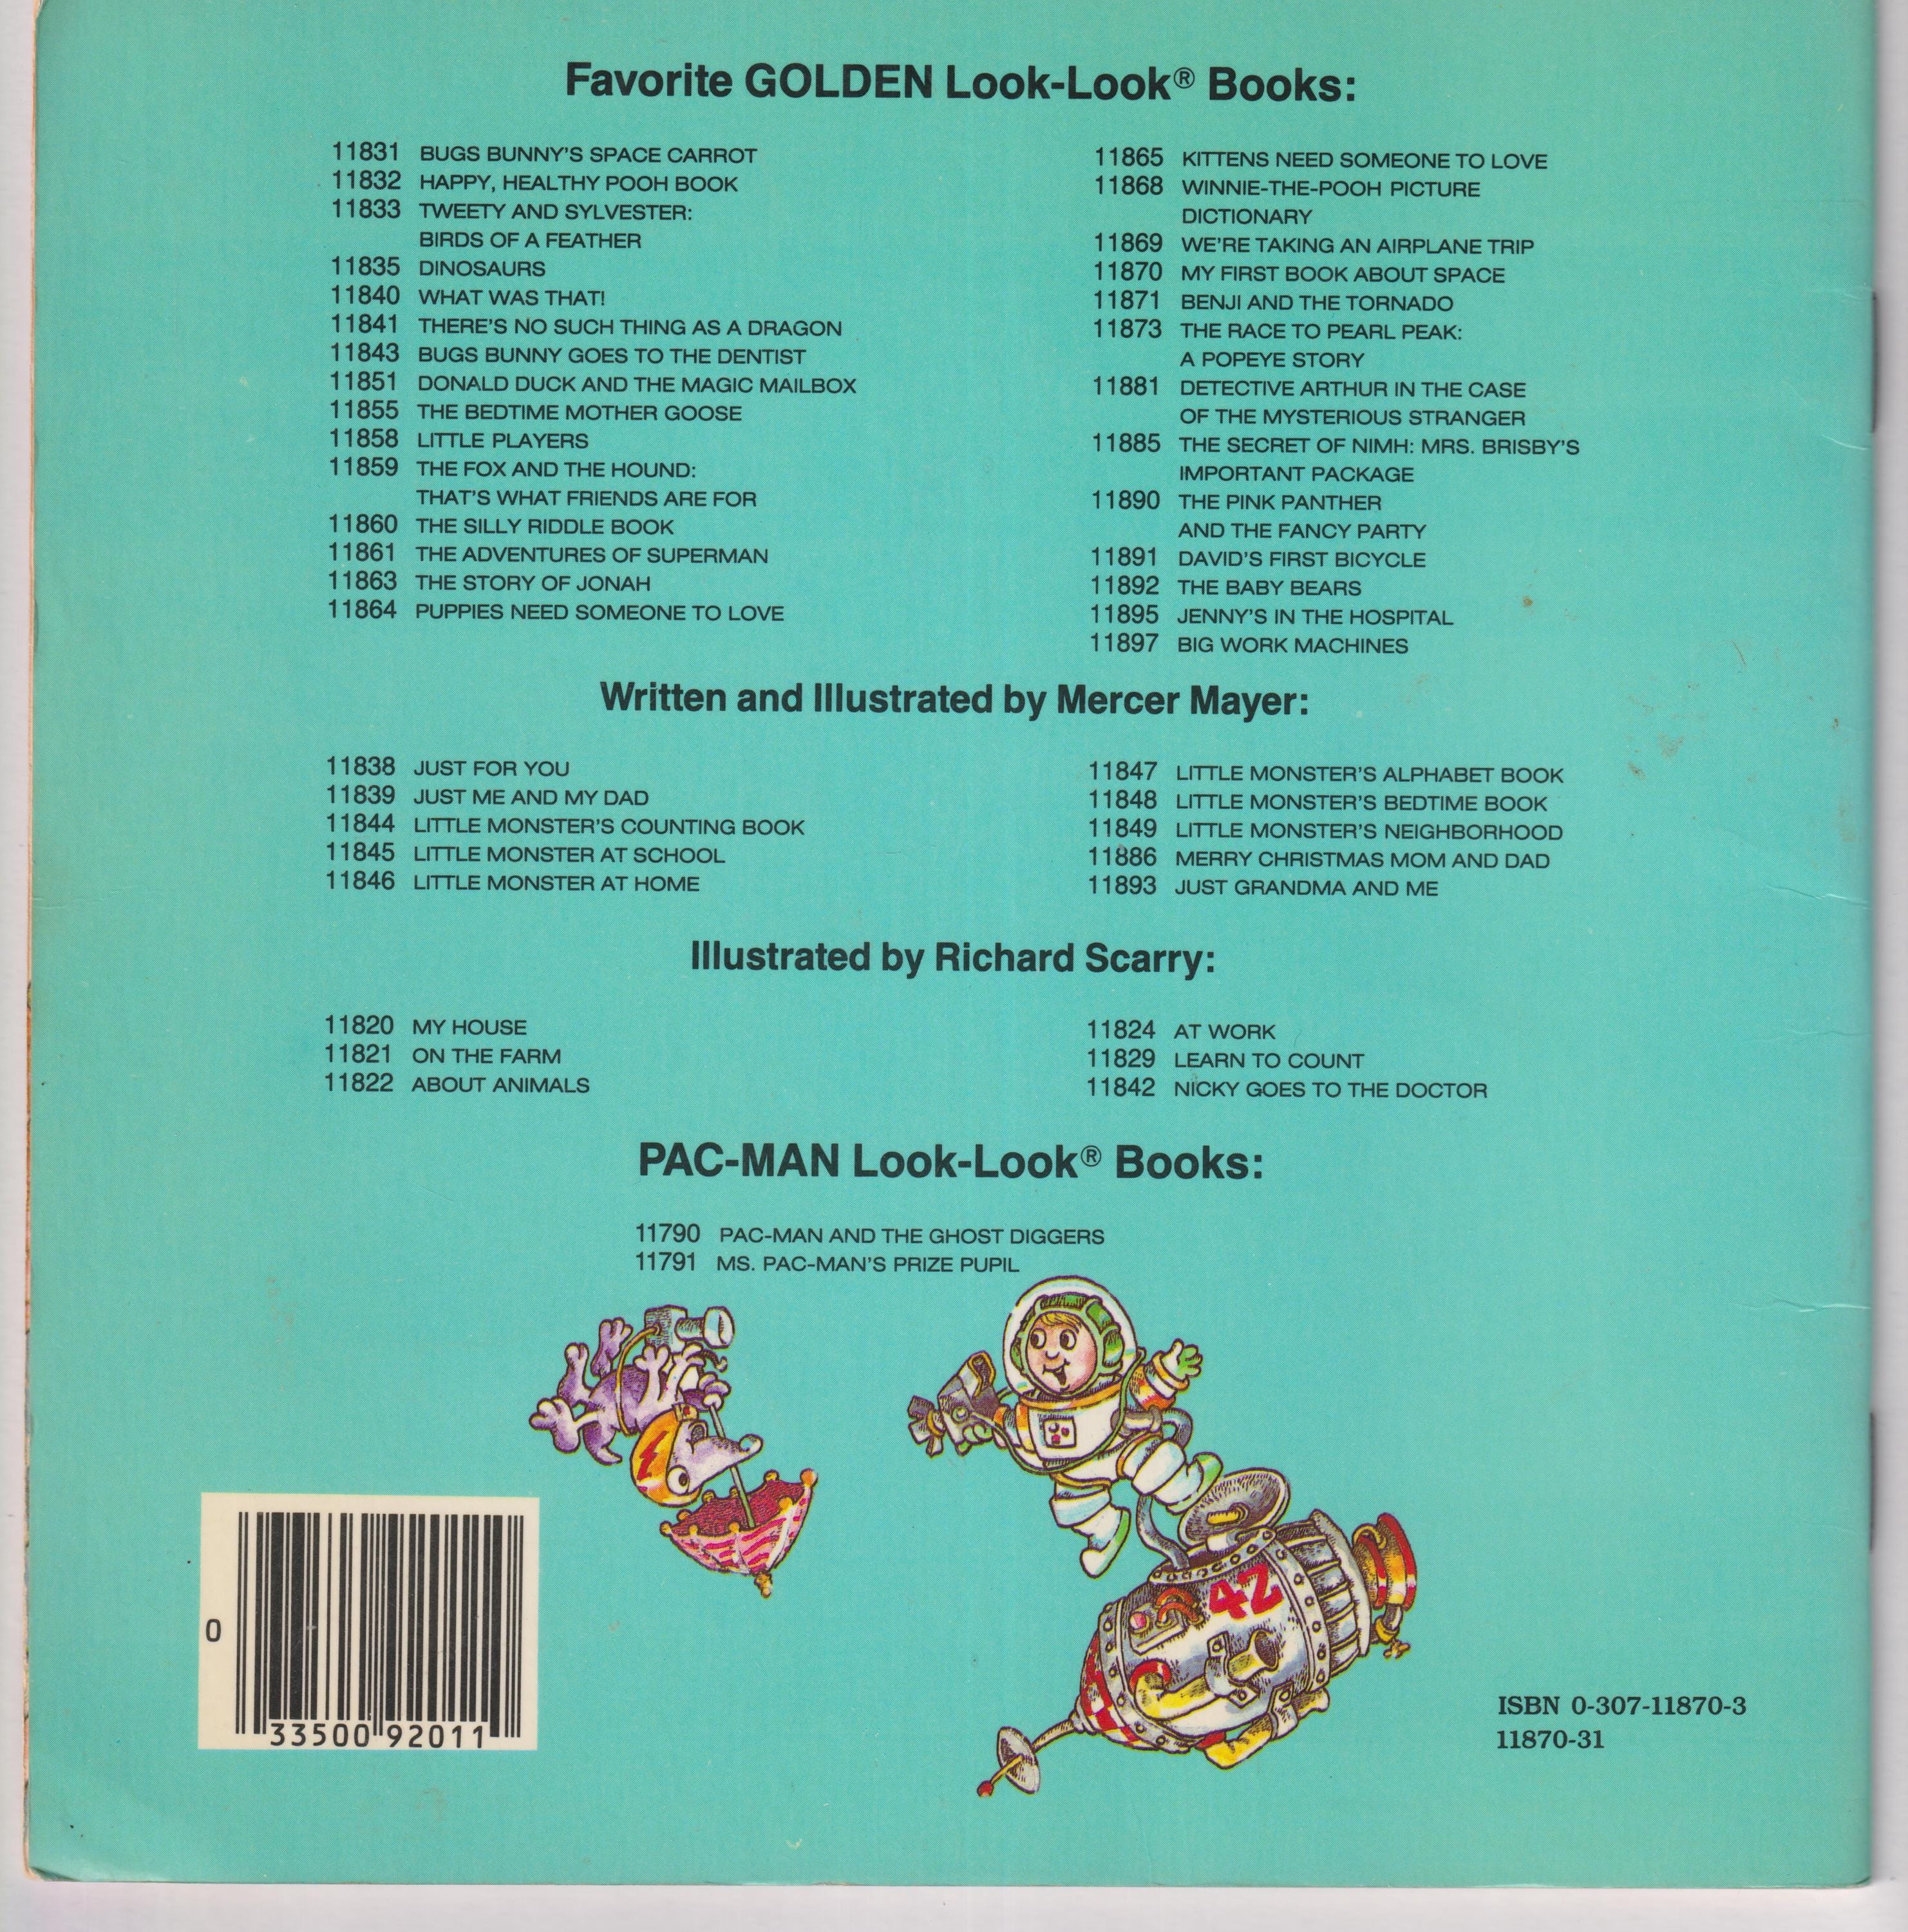 Favorite GOLDEN Look-Look® Books:
11831 BUGS BUNNY'S SPACE CARROT
11832 HAPPY, HEALTHY POOH BOOK
11833 TWEETY AND SYLVESTER:
BIRDS OF A FEATHER
11835 DINOSAURS
11840 WHAT WAS THAT!
11841 THERE'S NO SUCH THING AS A DRAGON
11843 BUGS BUNNY GOES TO THE DENTIST
11851 DONALD DUCK AND THE MAGIC MAILBOX
11855 THE BEDTIME MOTHER GOOSE
11858 LITTLE PLAYERS
11859 THE FOX AND THE HOUND:
THAT'S WHAT FRIENDS ARE FOR
11860 THE SILLY RIDDLE BOOK
11861 THE ADVENTURES OF SUPERMAN
11863 THE STORY OF JONAH
11864 PUPPIES NEED SOMEONE TO LOVE
11865 KITTENS NEED SOMEONE TO LOVE
11868 WINNIE-THE-POOH PICTURE
DICTIONARY
11869 WE'RE TAKING AN AIRPLANE TRIP
11870 MY FIRST BOOK ABOUT SPACE
11871 BENJI AND THE TORNADO
11873 THE RACE TO PEARL PEAK:
A POPEYE STORY
11881 DETECTIVE ARTHUR IN THE CASE
OF THE MYSTERIOUS STRANGER
11885 THE SECRET OF NIMH: MRS. BRISBY'S
IMPORTANT PACKAGE
11890 THE PINK PANTHER
AND THE FANCY PARTY
11891 DAVID'S FIRST BICYCLE
11892 THE BABY BEARS
11895 JENNY'S IN THE HOSPITAL
11897 BIG WORK MACHINES
Written and Illustrated by Mercer Mayer:
11838 JUST FOR YOU
11839 JUST ME AND MY DAD
11844 LITTLE MONSTER'S COUNTING BOOK
11845 LITTLE MONSTER AT SCHOOL
11846 LITTLE MONSTER AT HOME
11847 LITTLE MONSTER'S ALPHABET BOOK
11848 LITTLE MONSTER'S BEDTIME BOOK
11849 LITTLE MONSTER'S NEIGHBORHOOD
11886 MERRY CHRISTMAS MOM AND DAD
11893 JUST GRANDMA AND ME
Illustrated by Richard Scarry:
11820 MY HOUSE
11821 ON THE FARM
11822 ABOUT ANIMALS
11824 AT WORK
11829 LEARN TO COUNT
11842 NICKY GOES TO THE DOCTOR
PAC-MAN Look-Look® Books:
11790 PAC-MAN AND THE GHOST DIGGERS
11791 MS. PAC-MAN'S PRIZE PUPIL
42
0
33500 92011
ISBN 0-307-11870-3
11870-31